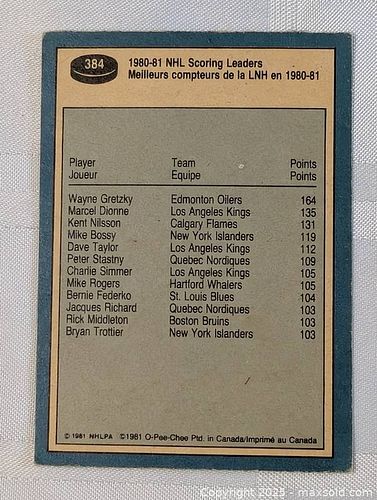 384
1980-81 NHL Scoring Leaders
Meilleurs compteurs de la LNH en 1980-81
Player Team Points
Joueur Equipe Points
Wayne Gretzky Edmonton Oilers 164
Marcel Dionne Los Angeles Kings 135
Kent Nilsson Calgary Flames 131
Mike Bossy New York Islanders 119
Dave Taylor Los Angeles Kings 112
Peter Stastny Quebec Nordiques 109
Charlie Simmer Los Angeles Kings 105
Mike Rogers Hartford Whalers 105
Bernie Federko St. Louis Blues 104
Jacques Richard Quebec Nordiques 103
Rick Middleton Boston Bruins 103
Bryan Trottier New York Islanders 103
© 1981 NHLPA ©1981 O-Pee-Chee Ptd. in Canada/Imprimé au Canada
© Copyright 2025 - maxsold.com